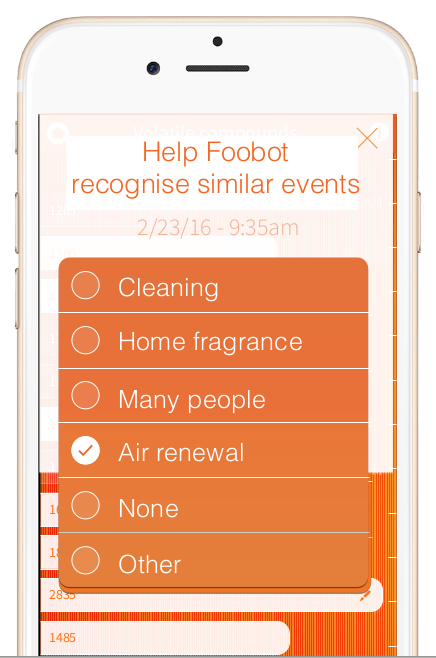 Volatile compounds
Help Foobot
recognise similar events
2/23/16 - 9:35am
Cleaning
Home fragrance
Many people
Air renewal
None
Other
2835
1485